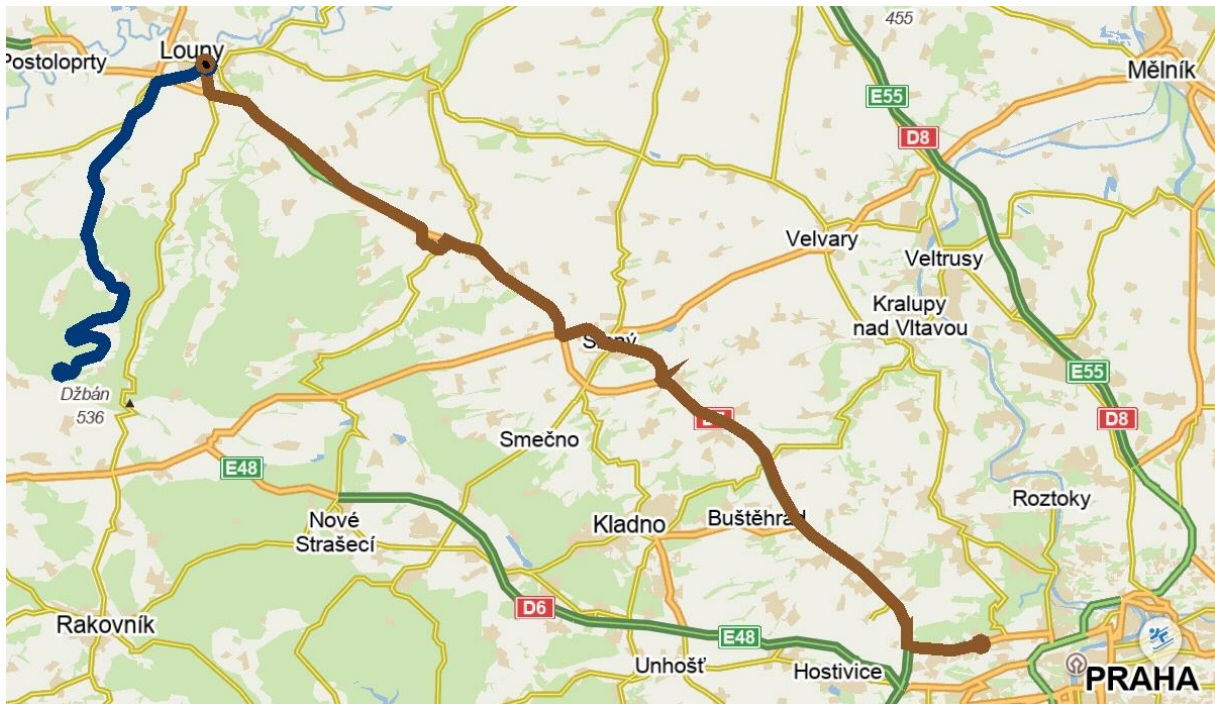 455
Louny
Postoloprty
Mělník
E55
D8
Velvary
Veltrusy
Kralupy
nad Vltavou
E55
Džbán
536
D8
Smečno
E48
Roztoky
Nové
Strašecí
Kladno
Buštěhrad
D6
Rakovník
E48
Unhošť
Hostivice
PRAHA